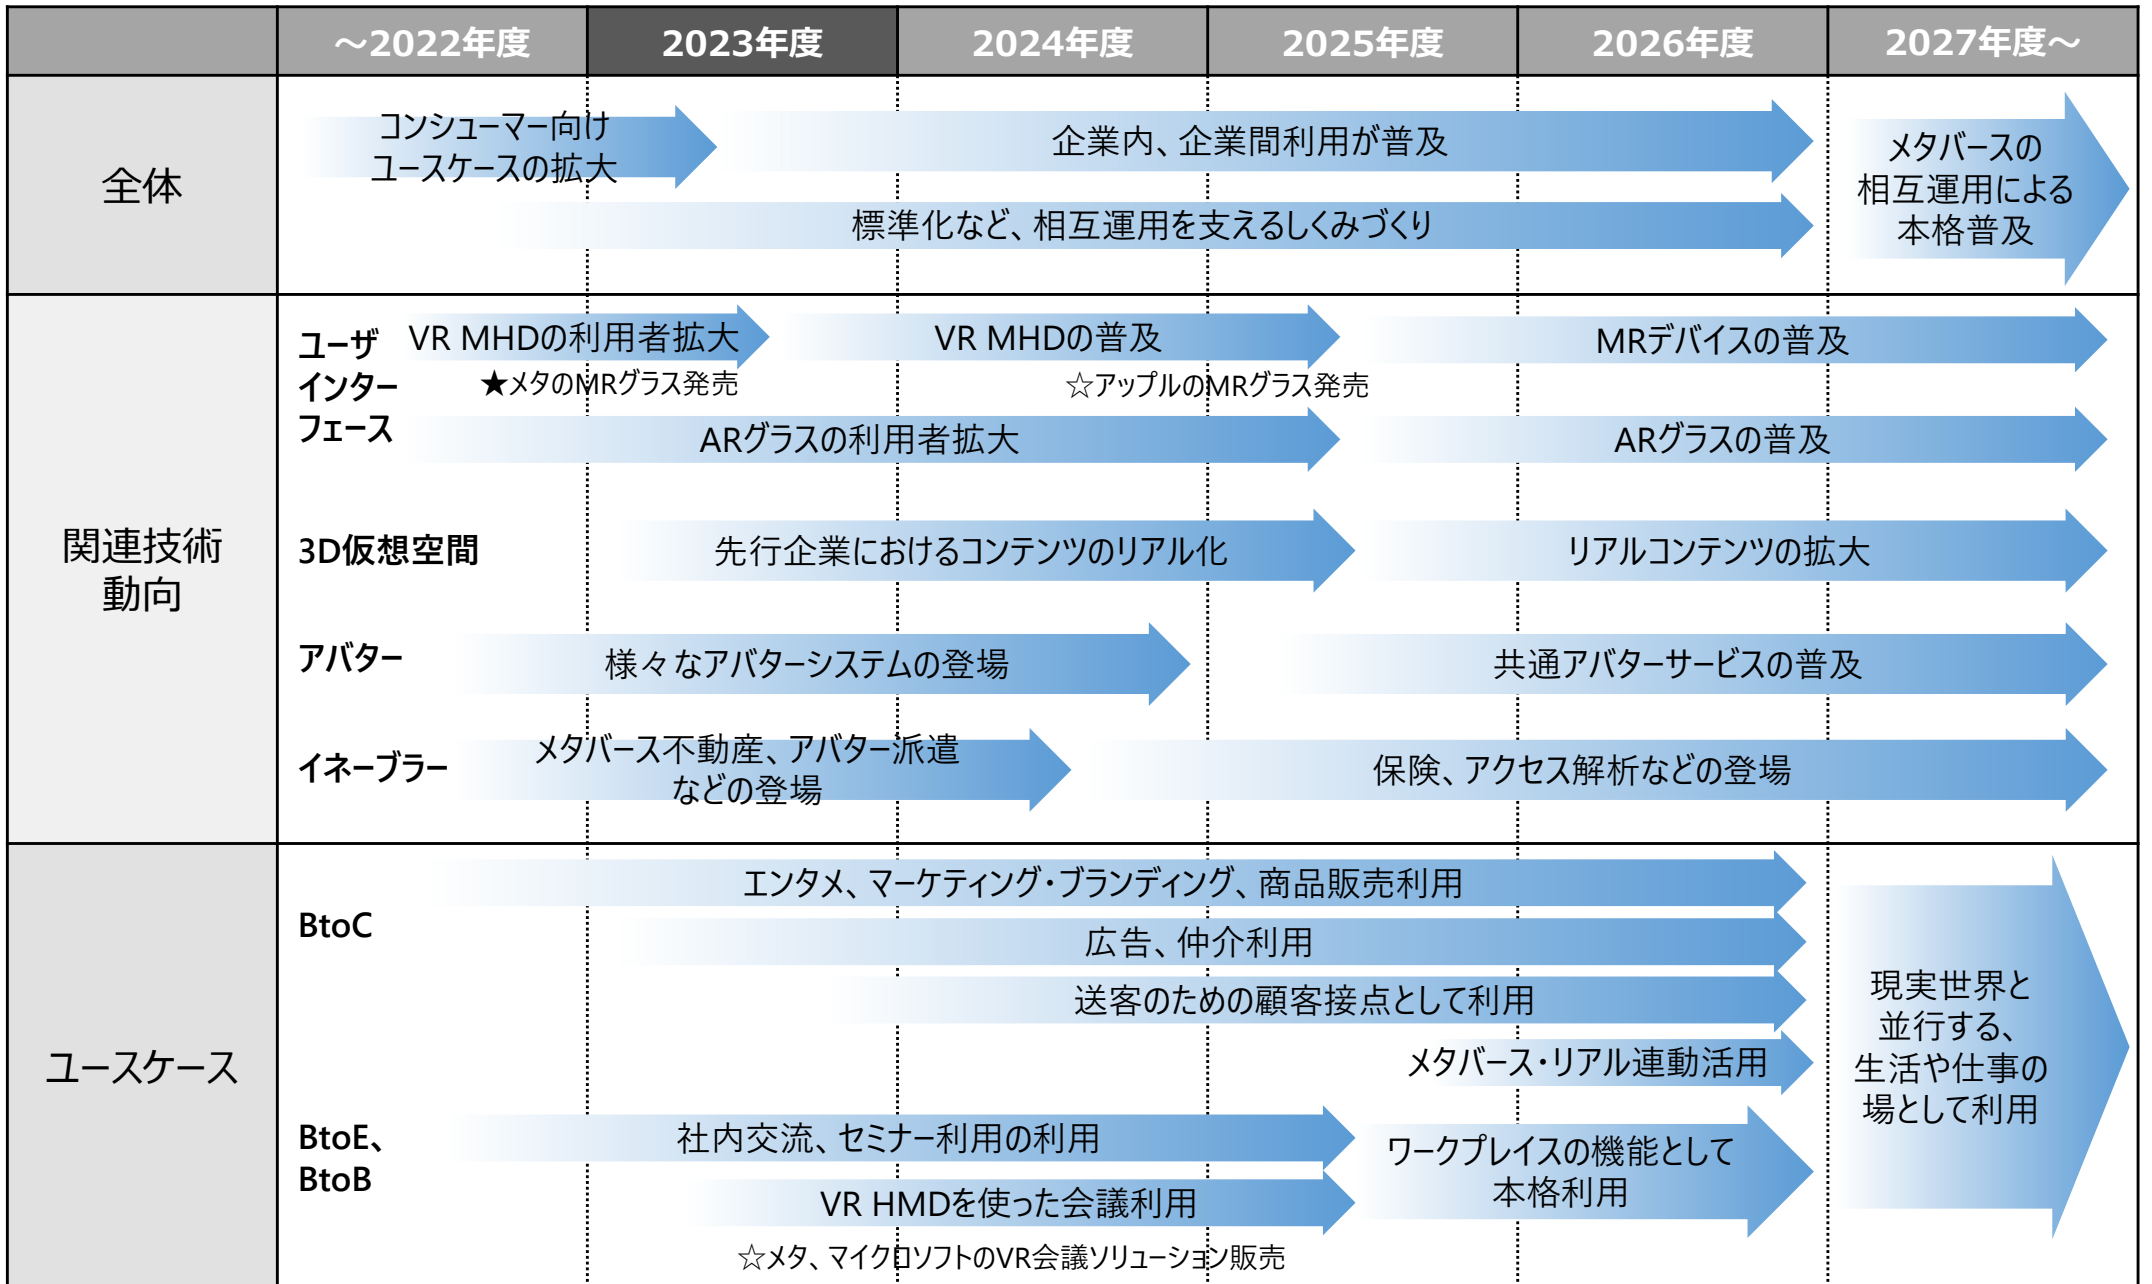 ～2022年度
2023年度
2024年度
2025年度
2026年度
2027年度～
全体
コンシューマー向け
ユースケースの拡大
企業内、企業間利用が普及
標準化など、相互運用を支えるしくみづくり
メタバースの
相互運用による
本格普及
関連技術
動向
ユーザ
インター
フェース
VR MHDの利用者拡大
VR MHDの普及
MRデバイスの普及
★メタのMRグラス発売
☆アップルのMRグラス発売
ARグラスの利用者拡大
ARグラスの普及
3D仮想空間
先行企業におけるコンテンツのリアル化
リアルコンテンツの拡大
アバター
様々なアバターシステムの登場
共通アバターサービスの普及
イネーブラー
メタバース不動産、アバター派遣
などの登場
保険、アクセス解析などの登場
ユースケース
BtoC
エンタメ、マーケティング・ブランディング、商品販売利用
広告、仲介利用
送客のための顧客接点として利用
メタバース・リアル連動活用
BtoE、
BtoB
社内交流、セミナー利用の利用
VR HMDを使った会議利用
☆メタ、マイクロソフトのVR会議ソリューション販売
ワークプレイスの機能として
本格利用
現実世界と
並行する、
生活や仕事の
場として利用